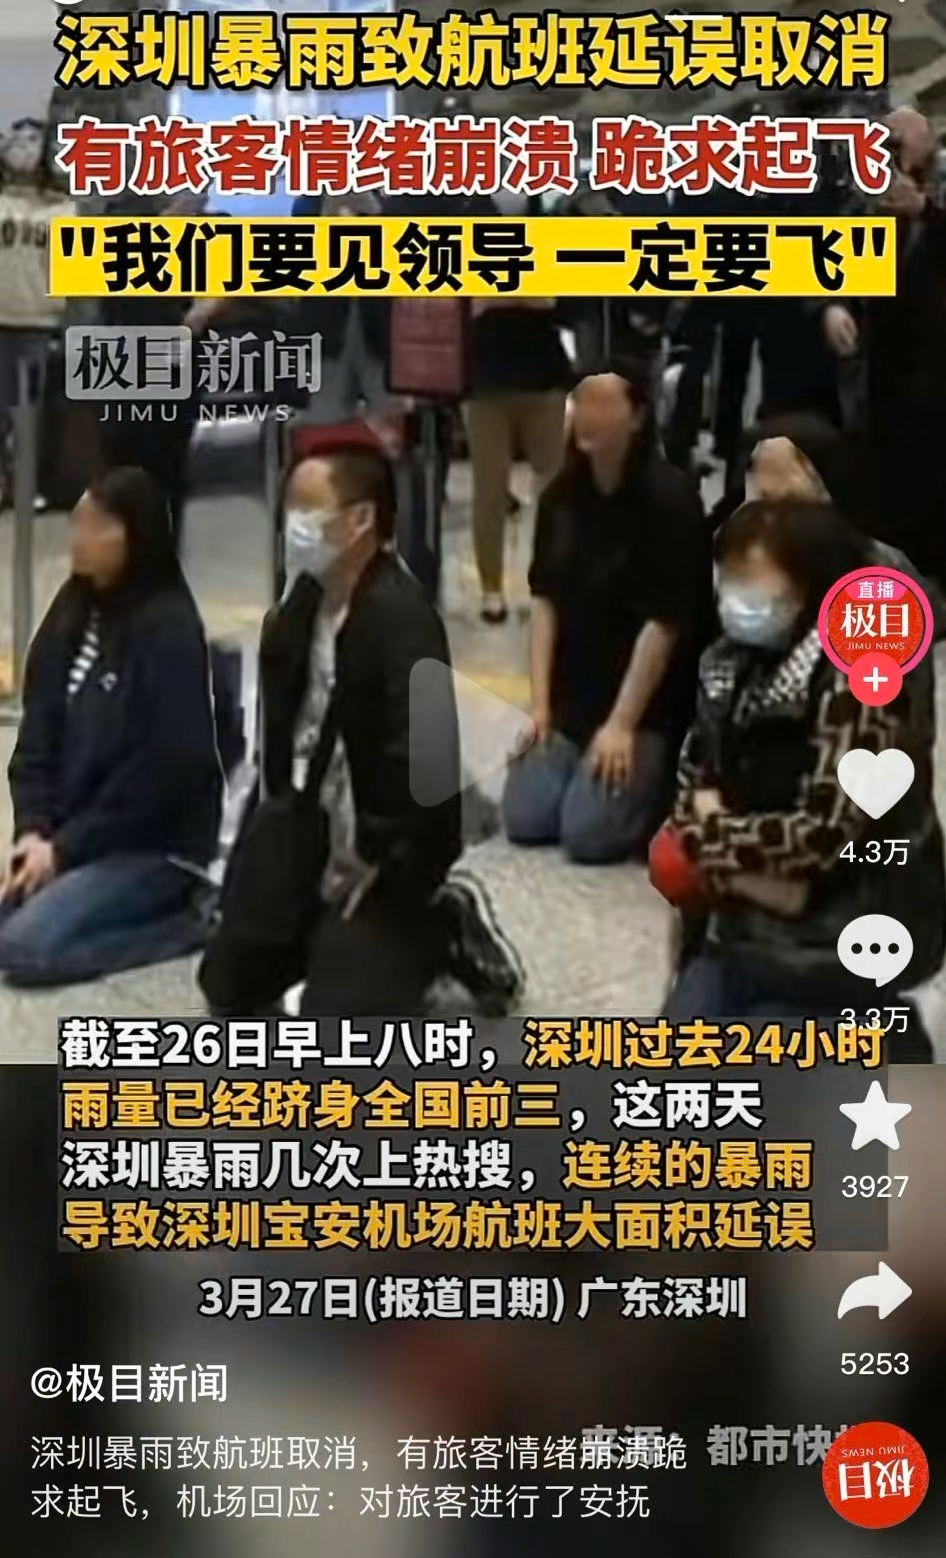 深圳暴雨致航班延误取消
有旅客情绪崩溃 跪求起飞
"我们要见领导 一定要飞"
极目新闻
JIMU NEWS
直播
极目
JIMU NEWS
4.3万
3.3万
截至26日早上八时，深圳过去24小时
雨量已经跻身全国前三，这两天
深圳暴雨几次上热搜，连续的暴雨
导致深圳宝安机场航班大面积延误
3927
3月27日(报道日期) 广东深圳
5253
@极目新闻
来源：都市快报
深圳暴雨致航班取消，有旅客情绪崩溃跪
求起飞，机场回应：对旅客进行了安抚
JIMU NEWS
极目